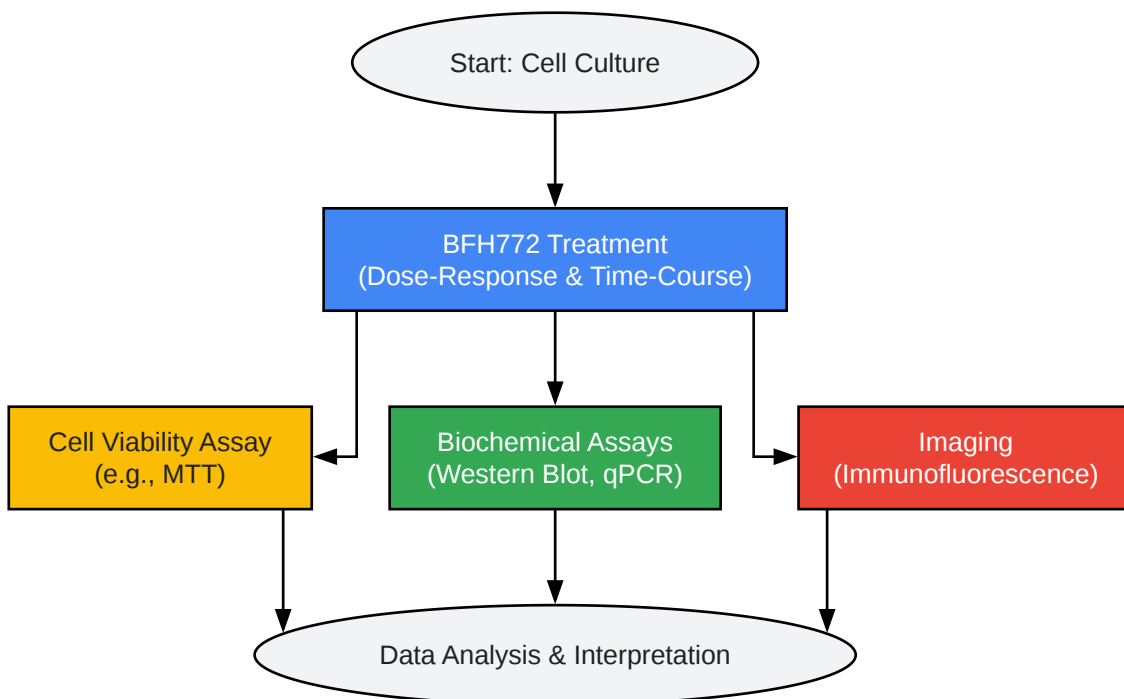 Start: Cell Culture
BFH772 Treatment
(Dose-Response & Time-Course)
Cell Viability Assay
(e.g., MTT)
Biochemical Assays
(Western Blot, qPCR)
Imaging
(Immunofluorescence)
Data Analysis & Interpretation